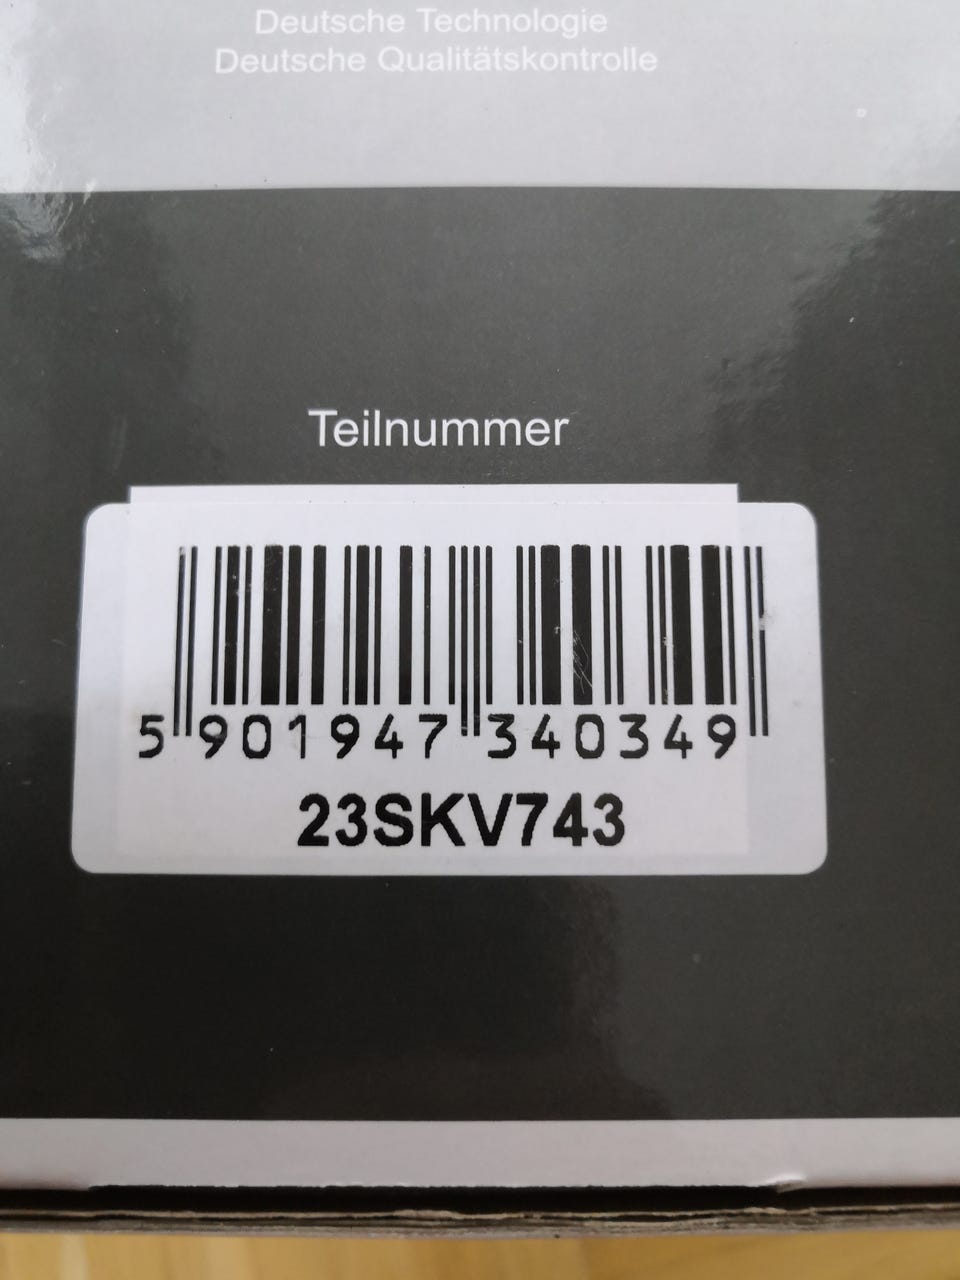 Deutsche Technologie
Deutsche Qualitätskontrolle
Teilnummer
5 901947 340349
23SKV743